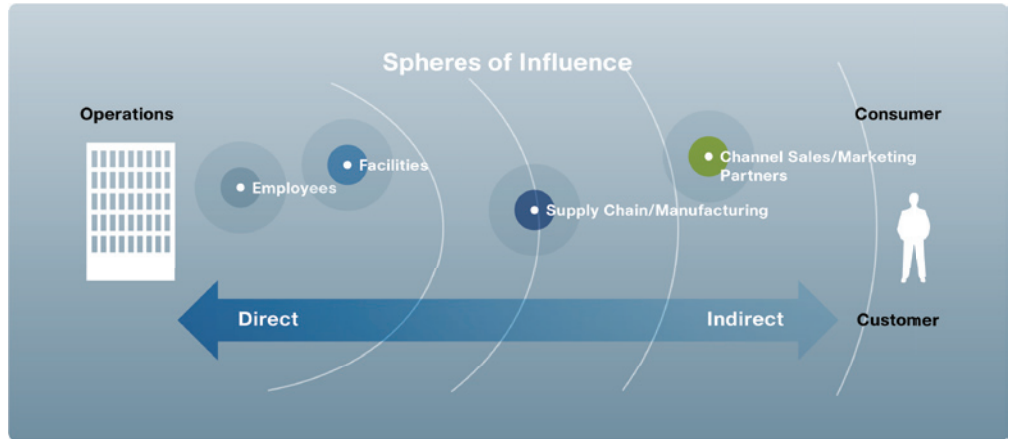 Spheres of Influence
Operations
Consumer
Employees
Facilities
Supply Chain/Manufacturing
Channel Sales/Marketing
Partners
Direct
Indirect
Customer